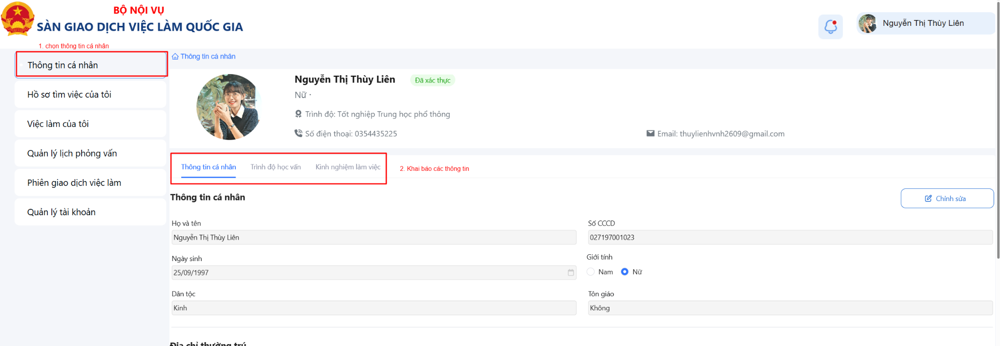 BỘ NỘI VỤ
SÀN GIAO DỊCH VIỆC LÀM QUỐC GIA
Nguyễn Thị Thùy Liên
1. chọn thông tin cá nhân
Thông tin cá nhân
Hồ sơ tìm việc của tôi
Việc làm của tôi
Quản lý lịch phỏng vấn
Phiên giao dịch việc làm
Quản lý tài khoản
Thông tin cá nhân
Nguyễn Thị Thùy Liên Đã xác thực
Nữ ·
Trình độ: Tốt nghiệp Trung học phổ thông
Số điện thoại: 0354435225 Email: thuylienhvnh2609@gmail.com
Thông tin cá nhân Trình độ học vấn Kinh nghiệm làm việc 2. Khai báo các thông tin
Thông tin cá nhân Chỉnh sửa
Họ và tên Số CCCD
Nguyễn Thị Thùy Liên 027197001023
Ngày sinh Giới tính
25/09/1997 Nam Nữ
Dân tộc Tôn giáo
Kinh Không
Địa chỉ thường trú